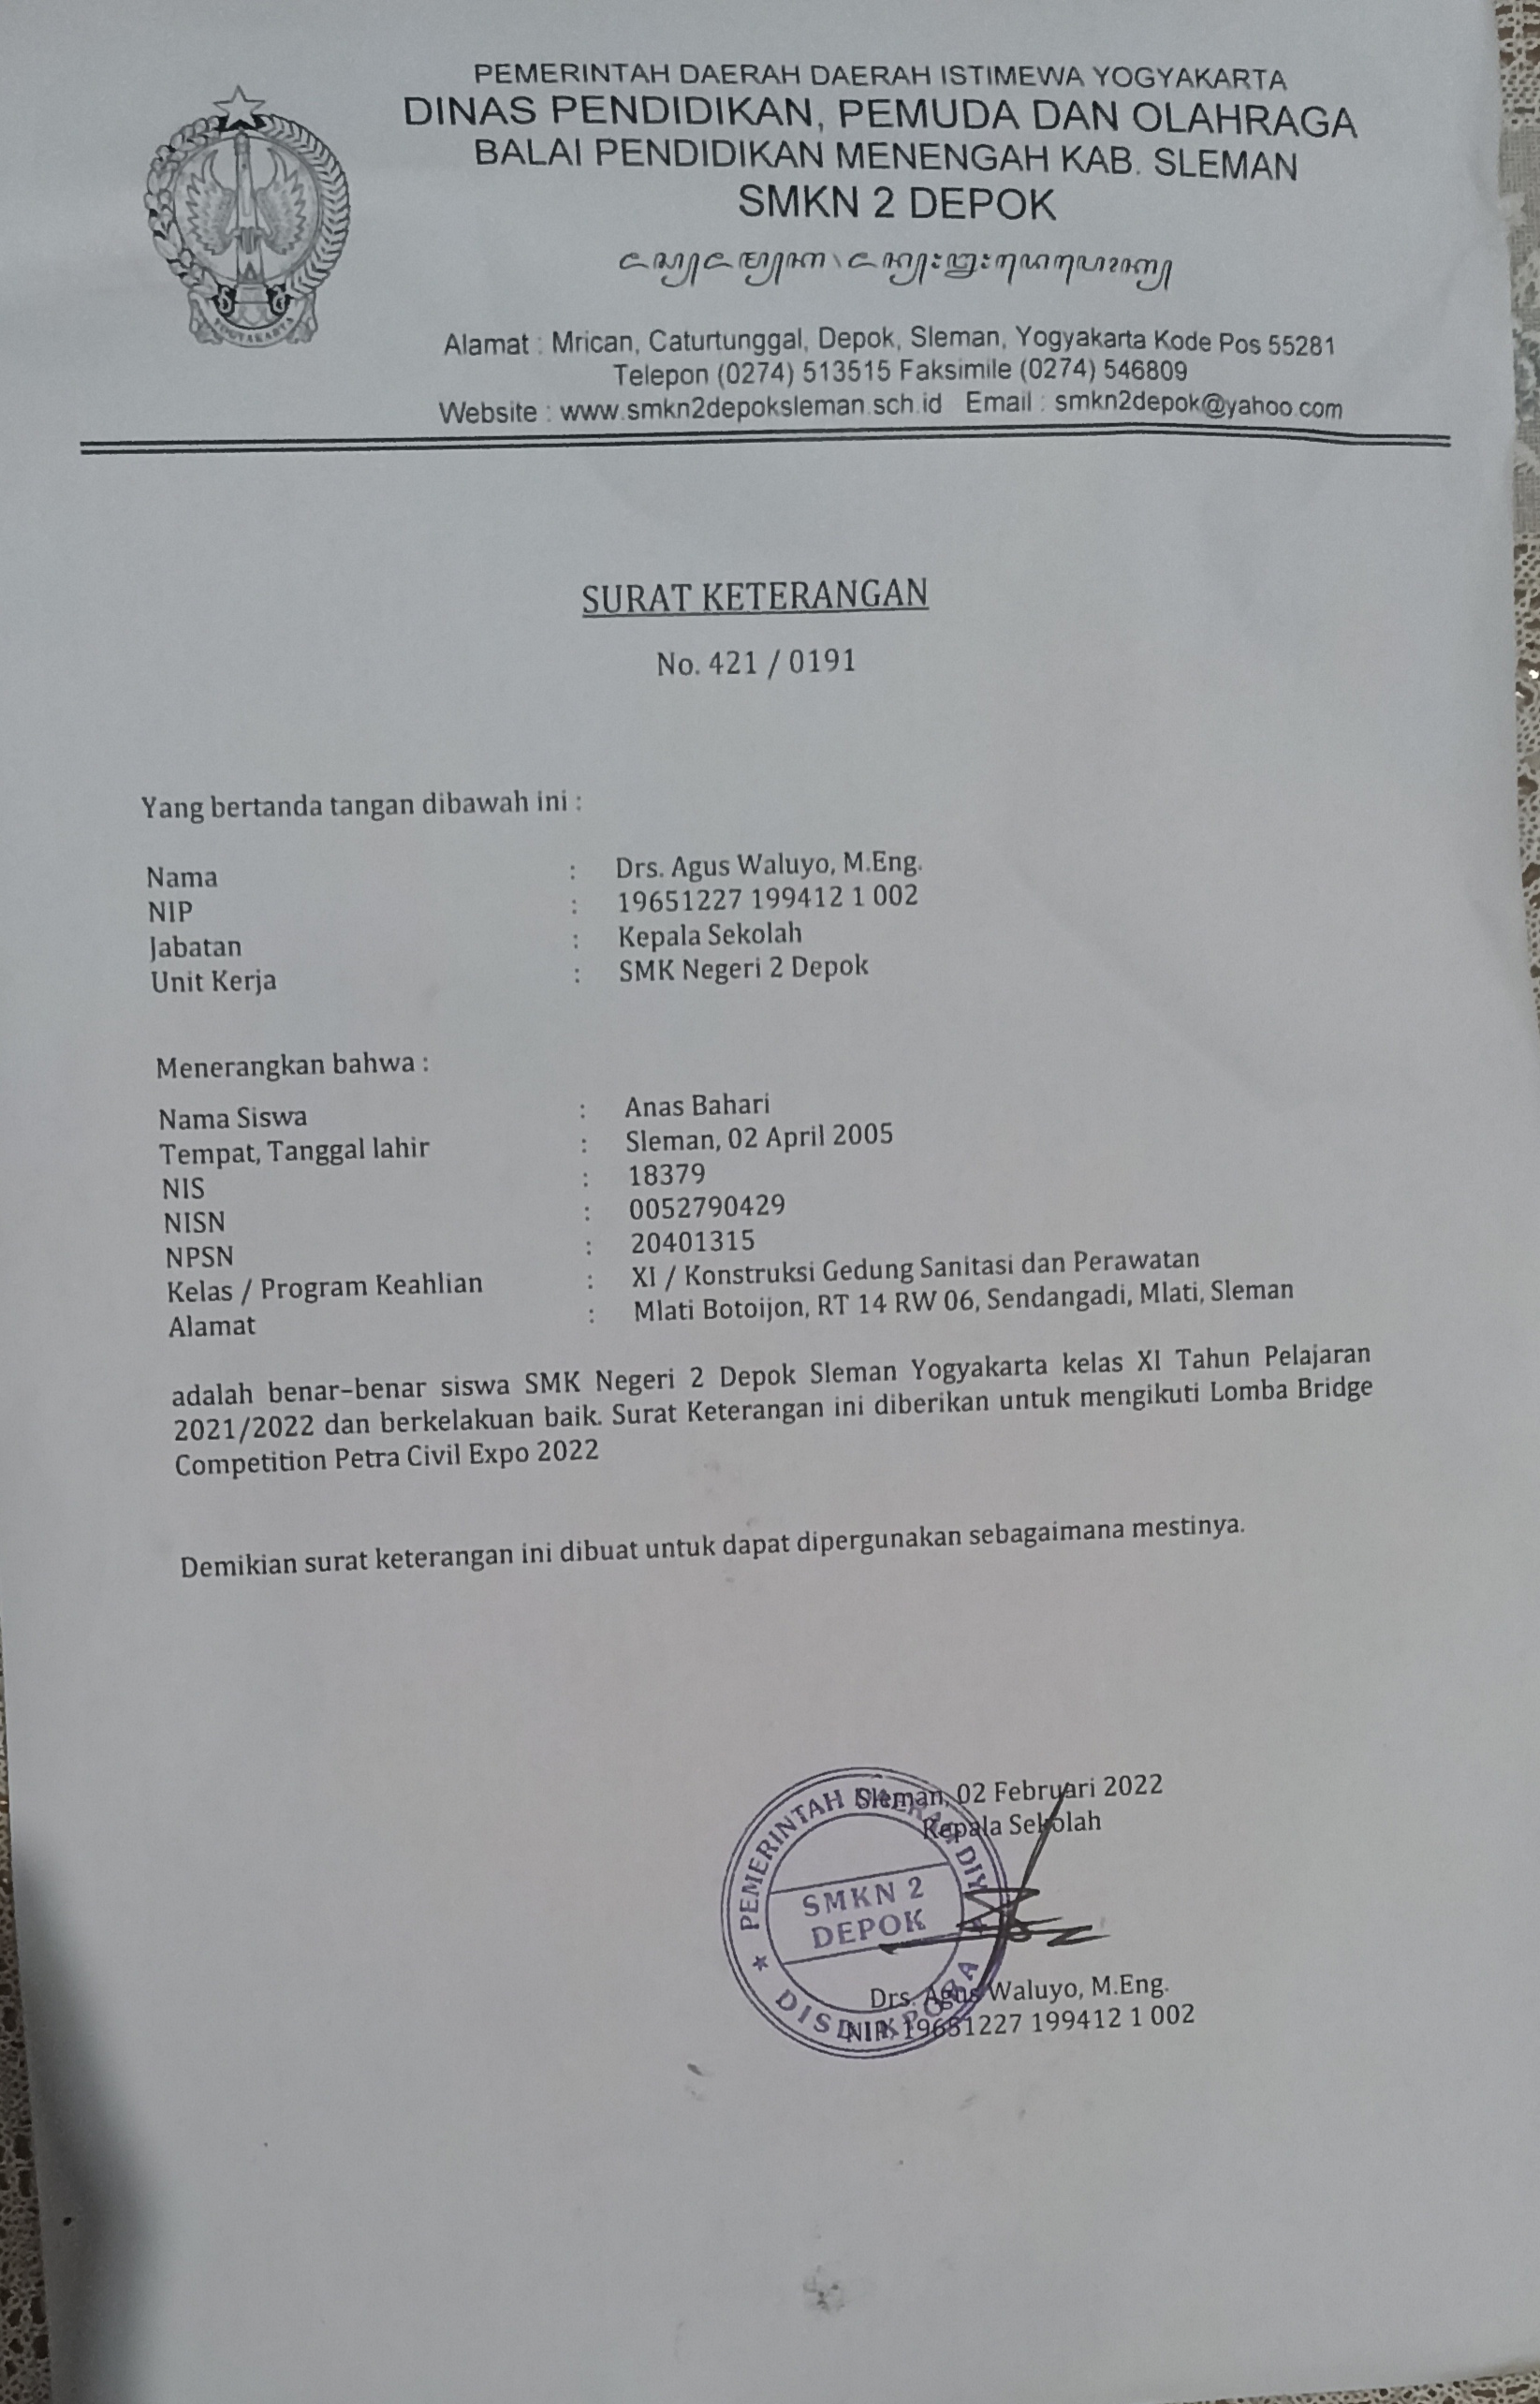 PEMERINTAH DAERAH DAERAH ISTIMEWA YOGYAKARTA
DINAS PENDIDIKAN, PEMUDA DAN OLAHRAGA
BALAI PENDIDIKAN MENENGAH KAB. SLEMAN
SMKN 2 DEPOK
YOGYAKARTA
Alamat : Mrican, Caturtunggal, Depok, Sleman, Yogyakarta Kode Pos 55281
Telepon (0274) 513515 Faksimile (0274) 546809
Website : www.smkn2depoksleman.sch.id Email : smkn2depok@yahoo.com
SURAT KETERANGAN
No. 421 / 0191
Yang bertanda tangan dibawah ini :
Nama : Drs. Agus Waluyo, M.Eng.
NIP : 19651227 199412 1 002
Jabatan : Kepala Sekolah
Unit Kerja : SMK Negeri 2 Depok
Menerangkan bahwa :
Nama Siswa : Anas Bahari
Tempat, Tanggal lahir : Sleman, 02 April 2005
NIS : 18379
NISN : 0052790429
NPSN : 20401315
Kelas / Program Keahlian : XI / Konstruksi Gedung Sanitasi dan Perawatan
Alamat : Mlati Botoijon, RT 14 RW 06, Sendangadi, Mlati, Sleman
adalah benar-benar siswa SMK Negeri 2 Depok Sleman Yogyakarta kelas XI Tahun Pelajaran
2021/2022 dan berkelakuan baik. Surat Keterangan ini diberikan untuk mengikuti Lomba Bridge
Competition Petra Civil Expo 2022
Demikian surat keterangan ini dibuat untuk dapat dipergunakan sebagaimana mestinya.
Sleman, 02 Februari 2022
Kepala Sekolah
PEMERINTAH DAERAH DIY
SMKN 2
DEPOK
DISDIKPORA
Drs. Agus Waluyo, M.Eng.
NIP. 19651227 199412 1 002